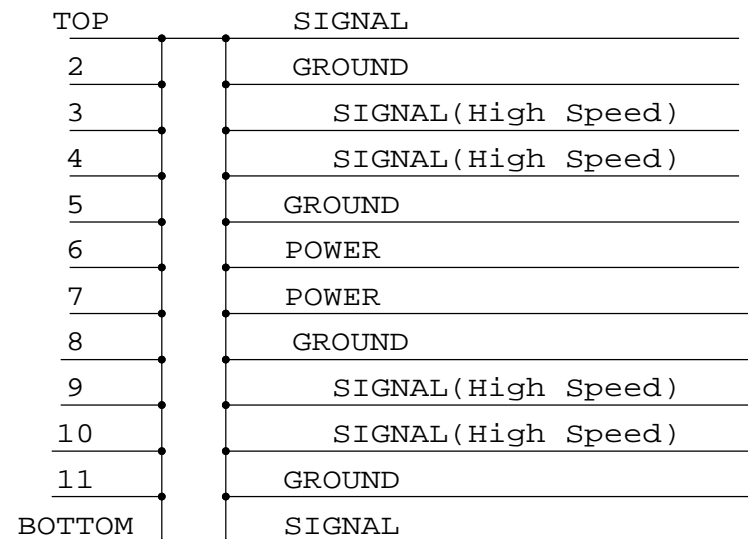 TOP SIGNAL
2 GROUND
3 SIGNAL(High Speed)
4 SIGNAL(High Speed)
5 GROUND
6 POWER
7 POWER
8 GROUND
9 SIGNAL(High Speed)
10 SIGNAL(High Speed)
11 GROUND
BOTTOM SIGNAL